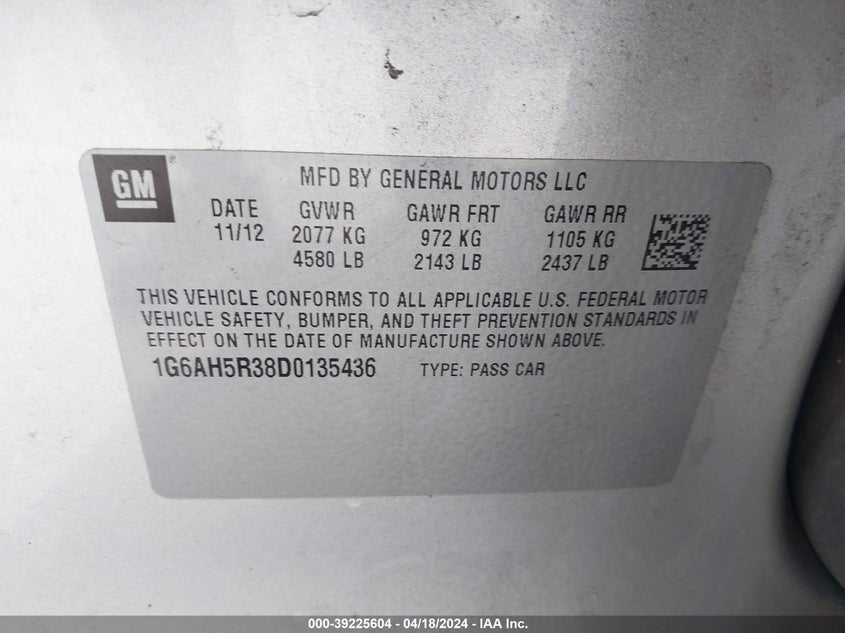 GM ®
MFD BY GENERAL MOTORS LLC
DATE GVWR GAWR FRT GAWR RR
11/12 2077 KG 972 KG 1105 KG
4580 LB 2143 LB 2437 LB
THIS VEHICLE CONFORMS TO ALL APPLICABLE U.S. FEDERAL MOTOR
VEHICLE SAFETY, BUMPER, AND THEFT PREVENTION STANDARDS IN
EFFECT ON THE DATE OF MANUFACTURE SHOWN ABOVE.
1G6AH5R38D0135436 TYPE: PASS CAR
000-39225604 - 04/18/2024 - IAA Inc.